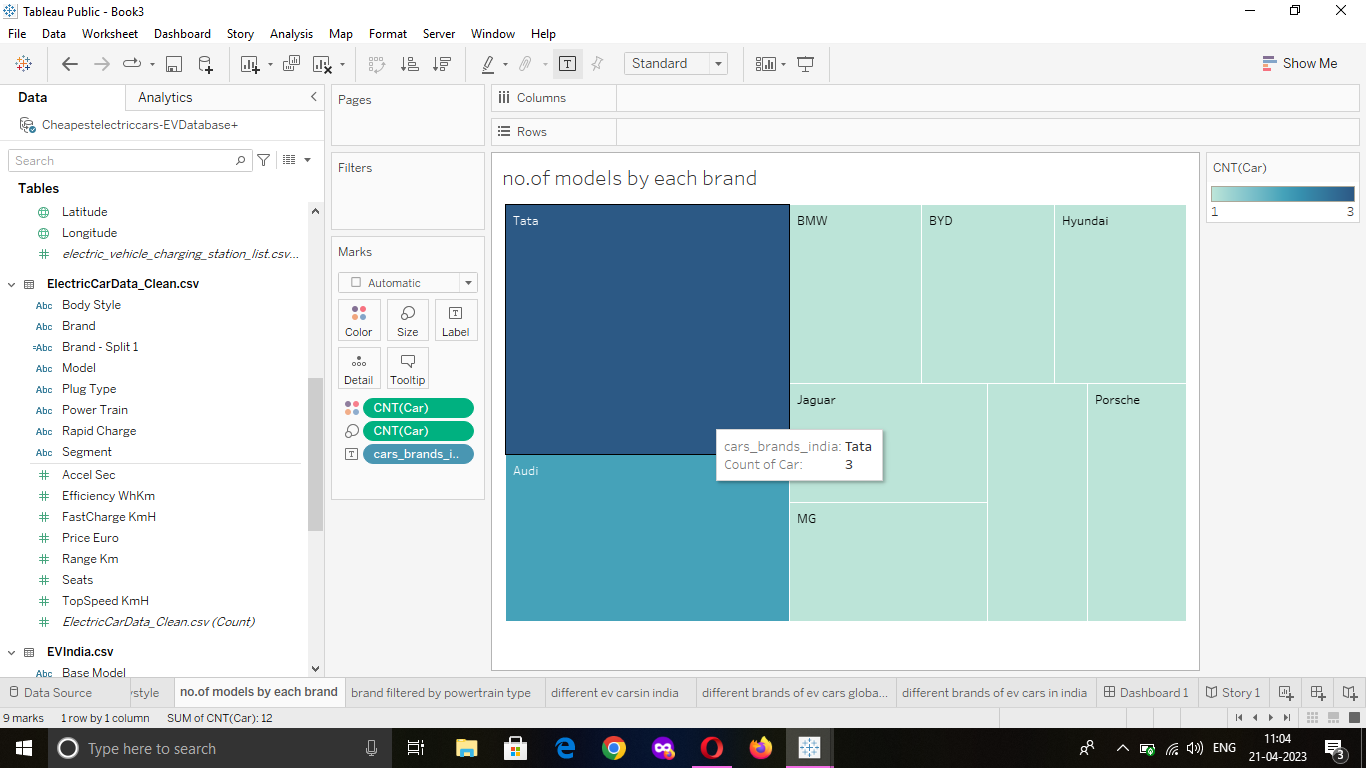 Tableau Public - Book3
File Data Worksheet Dashboard Story Analysis Map Format Server Window Help
Standard
Show Me
Data Analytics
Cheapestelectriccars-EVDatabase+
Search
Tables
Latitude
Longitude
electric_vehicle_charging_station_list.csv...
ElectricCarData_Clean.csv
Abc Body Style
Abc Brand
=Abc Brand - Split 1
Abc Model
Abc Plug Type
Abc Power Train
Abc Rapid Charge
Abc Segment
Accel Sec
Efficiency WhKm
FastCharge KmH
Price Euro
Range Km
Seats
TopSpeed KmH
ElectricCarData_Clean.csv (Count)
EVIndia.csv
Abc Base Model
Pages
Filters
Marks
Automatic
Color Size Label
Detail Tooltip
CNT(Car)
CNT(Car)
cars_brands_i..
Columns
Rows
no.of models by each brand
Tata
BMW
BYD
Hyundai
Jaguar
Porsche
Audi
MG
cars_brands_india: Tata
Count of Car: 3
CNT(Car)
1 3
Data Source
style
no.of models by each brand
brand filtered by powertrain type
different ev carsin india
different brands of ev cars globa...
different brands of ev cars in india
Dashboard 1
Story 1
9 marks 1 row by 1 column SUM of CNT(Car): 12
Type here to search
ENG
11:04
21-04-2023
3